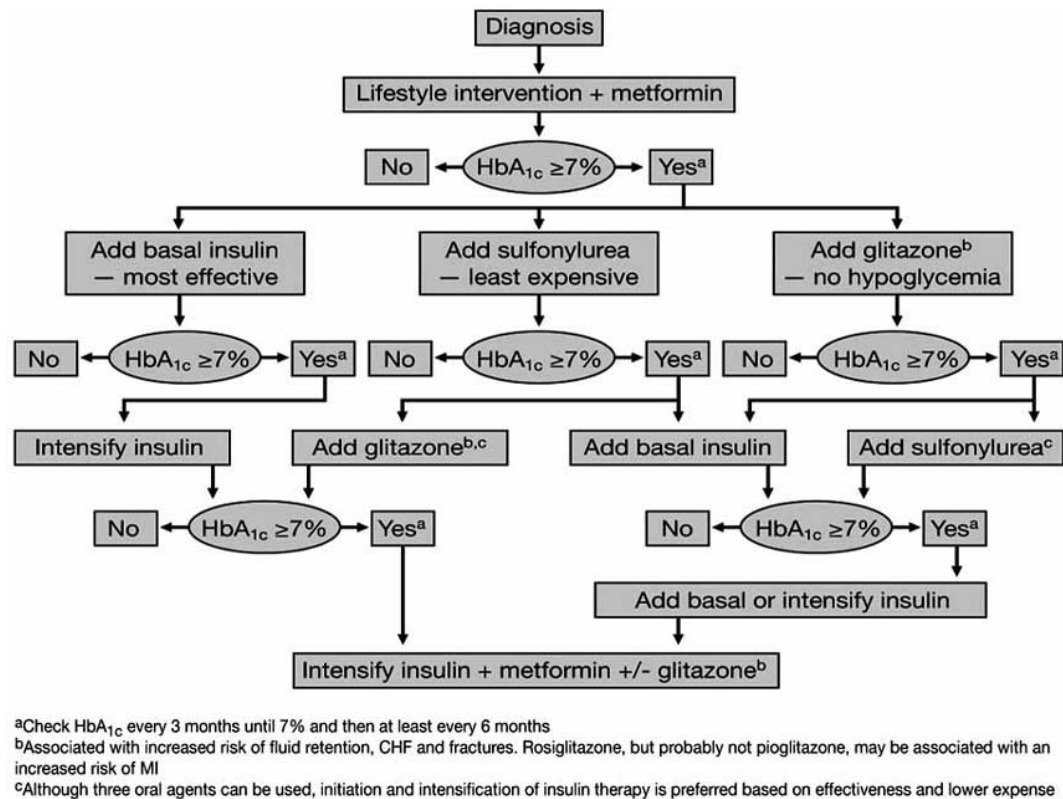 Diagnosis
Lifestyle intervention + metformin
No
HbA1c ≥7%
Yesᵃ
Add basal insulin
— most effective
Add sulfonylurea
— least expensive
Add glitazoneᵇ
— no hypoglycemia
No
HbA1c ≥7%
Yesᵃ
No
HbA1c ≥7%
Yesᵃ
No
HbA1c ≥7%
Yesᵃ
Intensify insulin
Add glitazoneᵇ,ᶜ
Add basal insulin
Add sulfonylureaᶜ
No
HbA1c ≥7%
Yesᵃ
No
HbA1c ≥7%
Yesᵃ
Add basal or intensify insulin
Intensify insulin + metformin +/- glitazoneᵇ
ᵃCheck HbA1c every 3 months until 7% and then at least every 6 months
ᵇAssociated with increased risk of fluid retention, CHF and fractures. Rosiglitazone, but probably not pioglitazone, may be associated with an
increased risk of MI
ᶜAlthough three oral agents can be used, initiation and intensification of insulin therapy is preferred based on effectiveness and lower expense